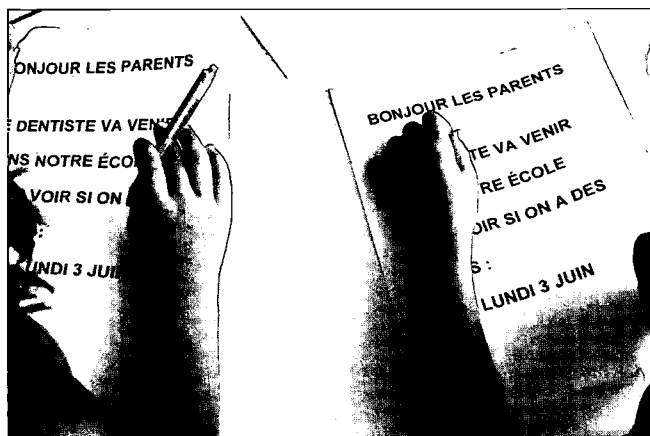 ONJOUR LES PARENTS
DENTISTE VA VENI
NS NOTRE ÉCO
VOIR SI ON
UNDI 3 JUI
BONJOUR LES PARENTS
TE VA VENIR
RE ÉCOLE
OIR SI ON A DES
S :
LUNDI 3 JUIN